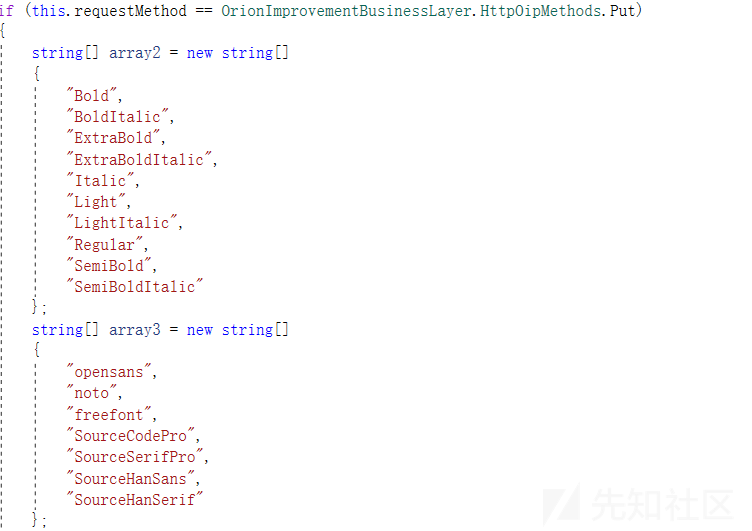 if (this.requestMethod == OrionImprovementBusinessLayer.HttpOipMethods.Put)
{
string[] array2 = new string[]
{
"Bold",
"BoldItalic",
"ExtraBold",
"ExtraBoldItalic",
"Italic",
"Light",
"LightItalic",
"Regular",
"SemiBold",
"SemiBoldItalic"
};
string[] array3 = new string[]
{
"opensans",
"noto",
"freefont",
"SourceCodePro",
"SourceSerifPro",
"SourceHanSans",
"SourceHanSerif"
};
先知社区